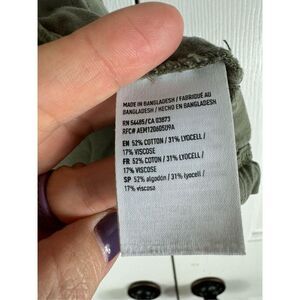 MADE IN BANGLADESH / FABRIQUÉ AU
BANGLADESH / HECHO EN BANGLADESH
RN 54485/CA 03873
RFC# AEM120605U9A
EN 52% COTTON / 31% LYOCELL /
17% VISCOSE
FR 52% COTON / 31% LYOCELL /
17% VISCOSE
SP 52% algodón / 31% lyocell /
17% viscosa